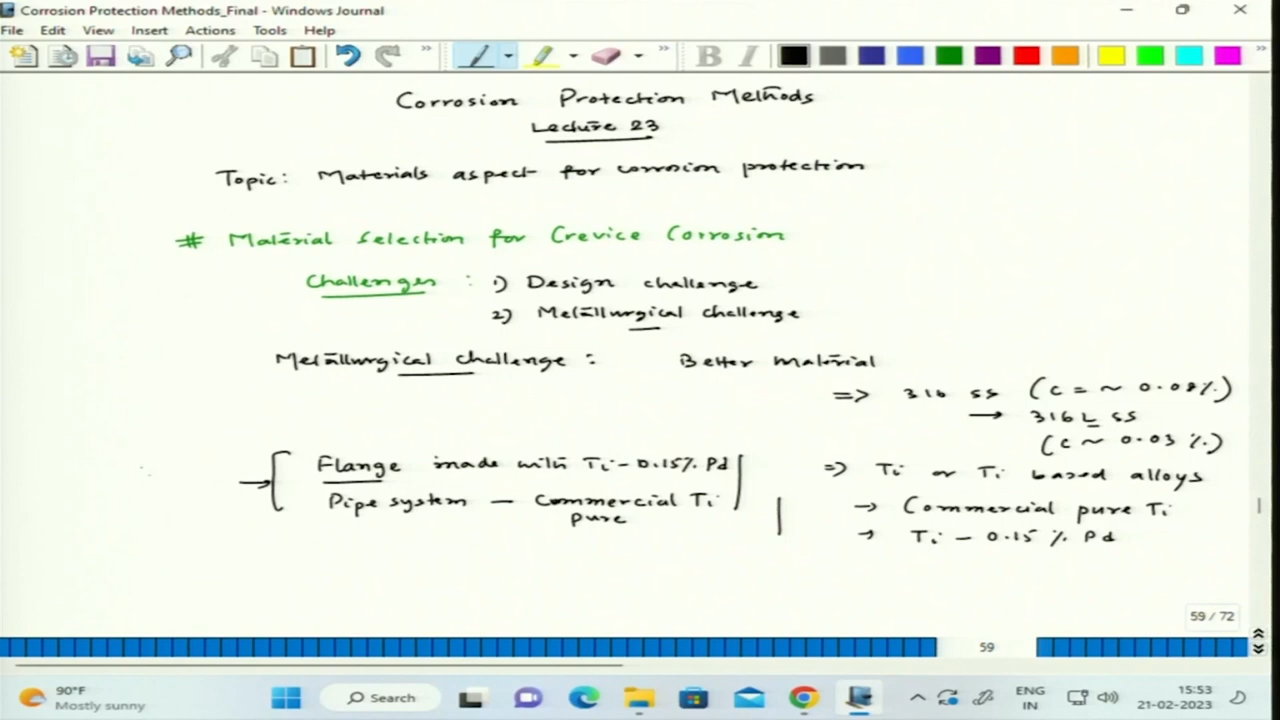 Corrosion Protection Methods_Final - Windows Journal
File Edit View Insert Actions Tools Help
B I
Corrosion Protection Methods
Lecture 23
Topic: Materials aspect for corrosion protection
# Material Selection for Crevice Corrosion
Challenges : 1) Design challenge
2) Metallurgical challenge
Metallurgical challenge : Better material
=> 316 SS (C = ~ 0.08%)
→ 316L SS
(C ~ 0.03 %)
=> Ti or Ti based alloys
→ Commercial pure Ti
→ Ti - 0.15 % Pd
→ Flange made with Ti-0.15% Pd
Pipe system - Commercial Ti
pure
59 / 72
59
90°F
Mostly sunny
Search
ENG
IN
15:53
21-02-2023